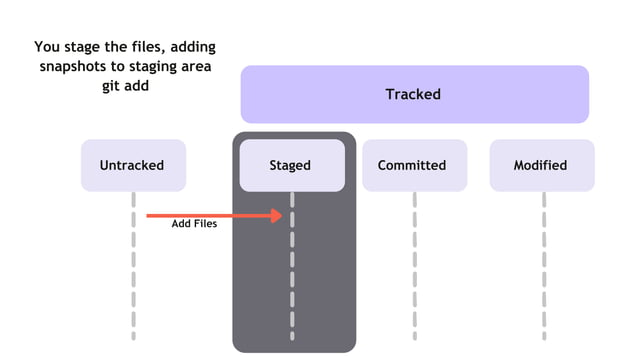 You stage the files, adding
snapshots to staging area
git add
Tracked
Untracked
Staged
Committed
Modified
Add Files